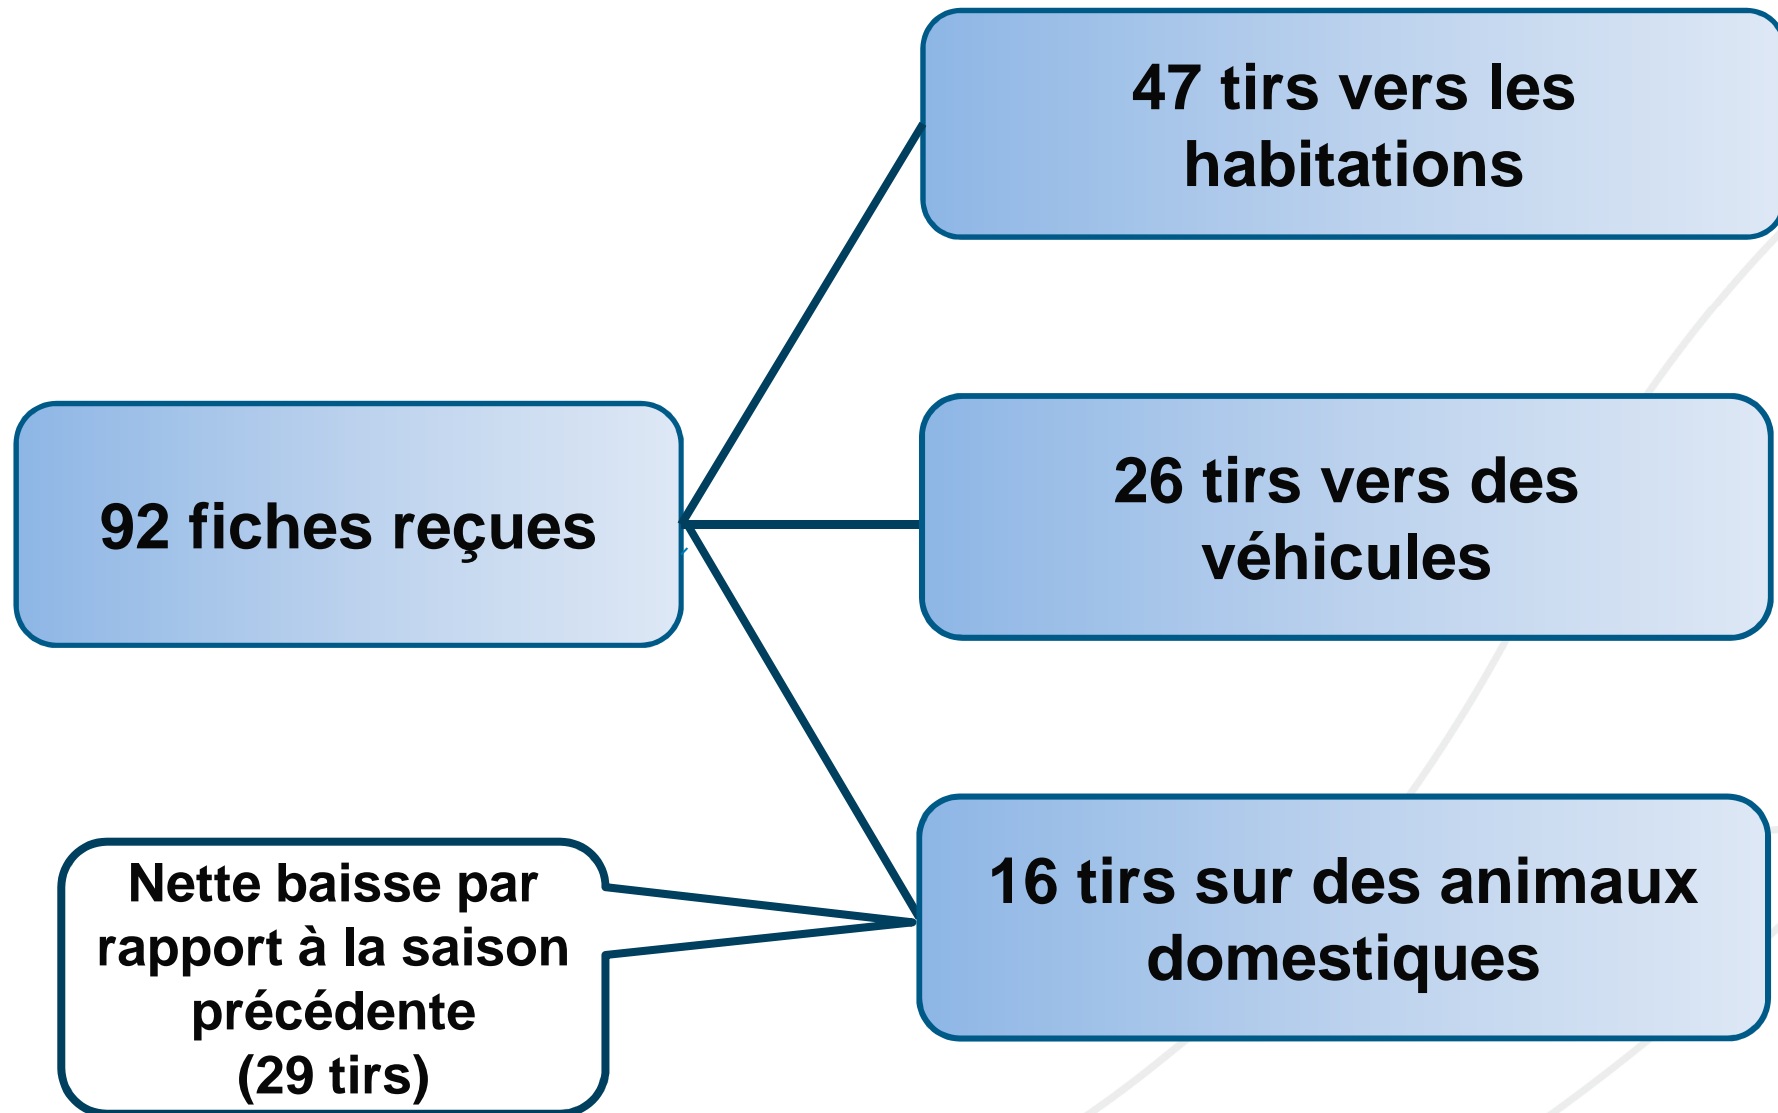 47 tirs vers les
habitations
92 fiches reçues
26 tirs vers des
véhicules
16 tirs sur des animaux
domestiques
Nette baisse par
rapport à la saison
précédente
(29 tirs)